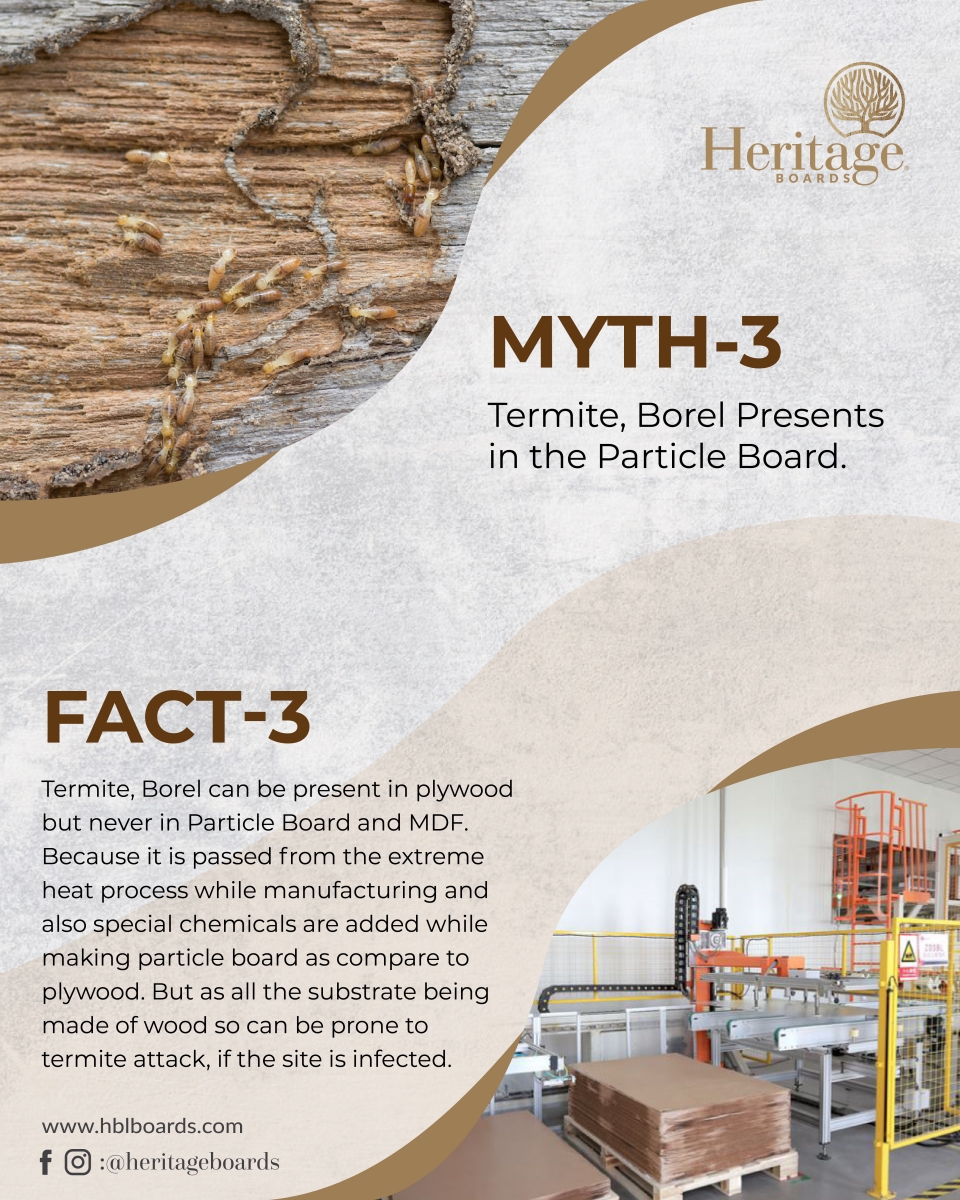 Heritage
BOARDS
MYTH-3
Termite, Borel Presents
in the Particle Board.
FACT-3
Termite, Borel can be present in plywood
but never in Particle Board and MDF.
Because it is passed from the extreme
heat process while manufacturing and
also special chemicals are added while
making particle board as compare to
plywood. But as all the substrate being
made of wood so can be prone to
termite attack, if the site is infected.
www.hblboards.com
:@heritageboards